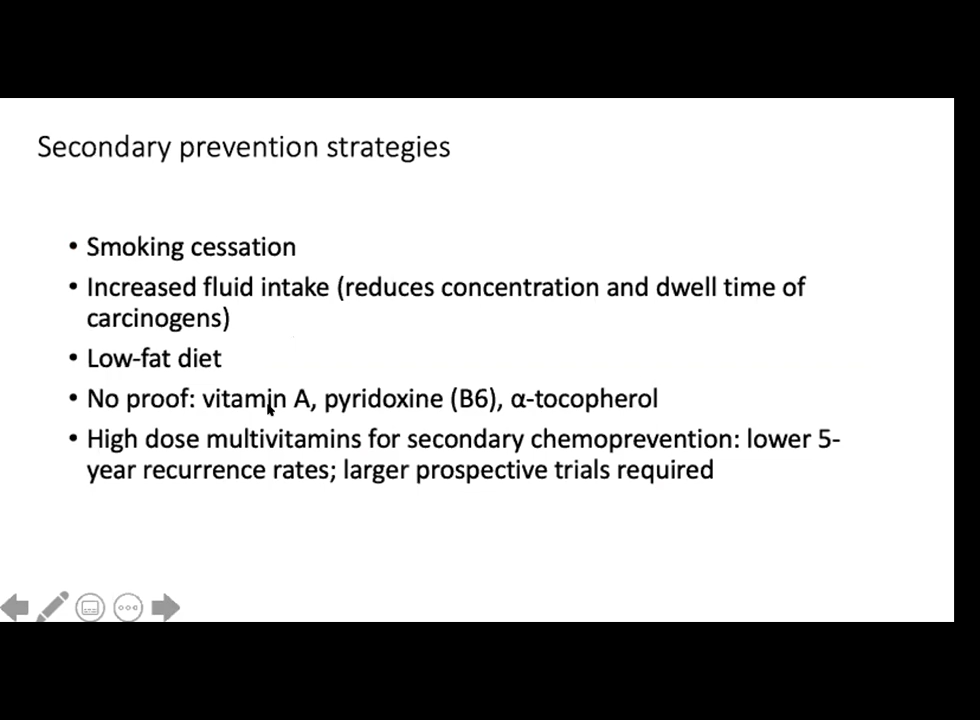 Secondary prevention strategies
• Smoking cessation
• Increased fluid intake (reduces concentration and dwell time of
carcinogens)
• Low-fat diet
• No proof: vitamin A, pyridoxine (B6), α-tocopherol
• High dose multivitamins for secondary chemoprevention: lower 5-
year recurrence rates; larger prospective trials required